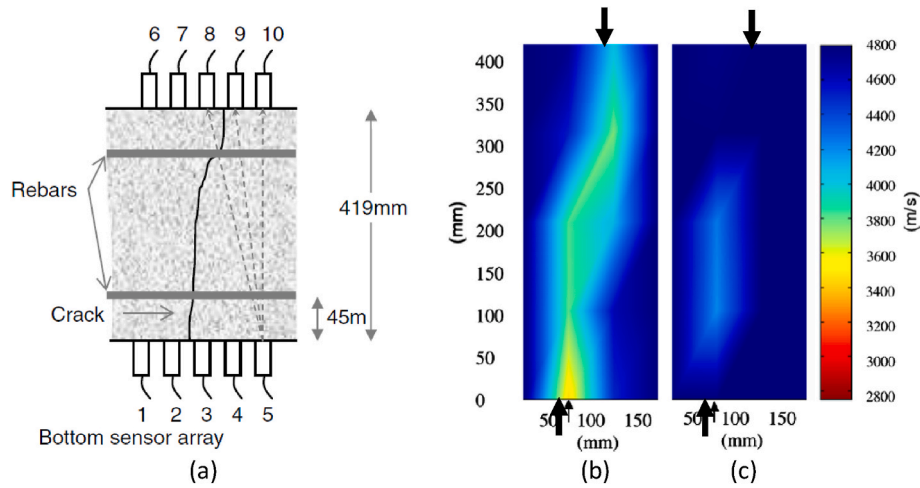 6 7 8 9 10
Rebars
419mm
Crack
45m
1 2 3 4 5
Bottom sensor array
(a)
400
350
300
250
200
150
100
50
0
(mm)
50 100 150
(mm)
(b)
50 100 150
(mm)
(c)
4800
4600
4400
4200
4000
3800
3600
3400
3200
3000
2800
(m/s)